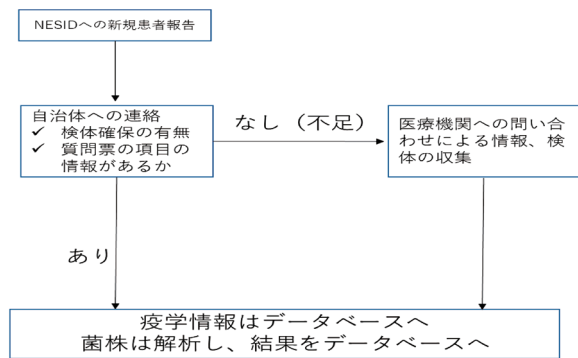 NESIDへの新規患者報告
自治体への連絡
✓ 検体確保の有無
✓ 質問票の項目の
情報があるか
なし（不足）
医療機関への問い合
わせによる情報、検
体の収集
あり
疫学情報はデータベースへ
菌株は解析し、結果をデータベースへ